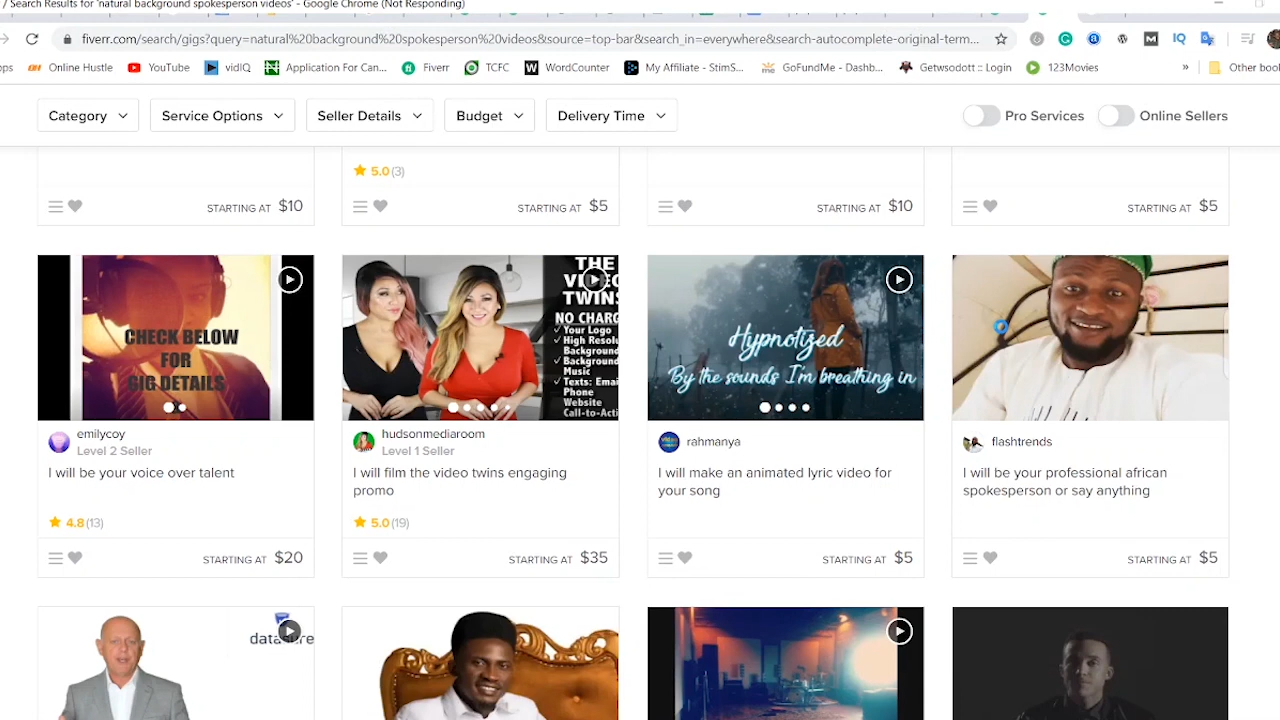 / Search Results for 'natural background spokesperson videos' - Google Chrome (Not Responding)
fiverr.com/search/gigs?query=natural%20background%20spokesperson%20videos&source=top-bar&search_in=everywhere&search-autocomplete-original-term...
ps Online Hustle YouTube vidIQ Application For Can... Fiverr TCFC WordCounter My Affiliate - StimS... GoFundMe - Dashb... Getwsodott :: Login 123Movies » Other boo
Category Service Options Seller Details Budget Delivery Time Pro Services Online Sellers
5.0 (3)
STARTING AT $10 STARTING AT $5 STARTING AT $10 STARTING AT $5
CHECK BELOW
FOR
GIG DETAILS
THE
VIDEO
TWINS
NO CHARG
✓ Your Logo
✓ High Resolu
Background
✓ Background
Music
✓ Texts: Emai
Phone
Website
Call-to-Acti
Hypnotized
By the sounds I'm breathing in
emilycoy
Level 2 Seller
I will be your voice over talent
4.8 (13)
STARTING AT $20
hudsonmediaroom
Level 1 Seller
I will film the video twins engaging
promo
5.0 (19)
STARTING AT $35
rahmanya
I will make an animated lyric video for
your song
STARTING AT $5
flashtrends
I will be your professional african
spokesperson or say anything
STARTING AT $5